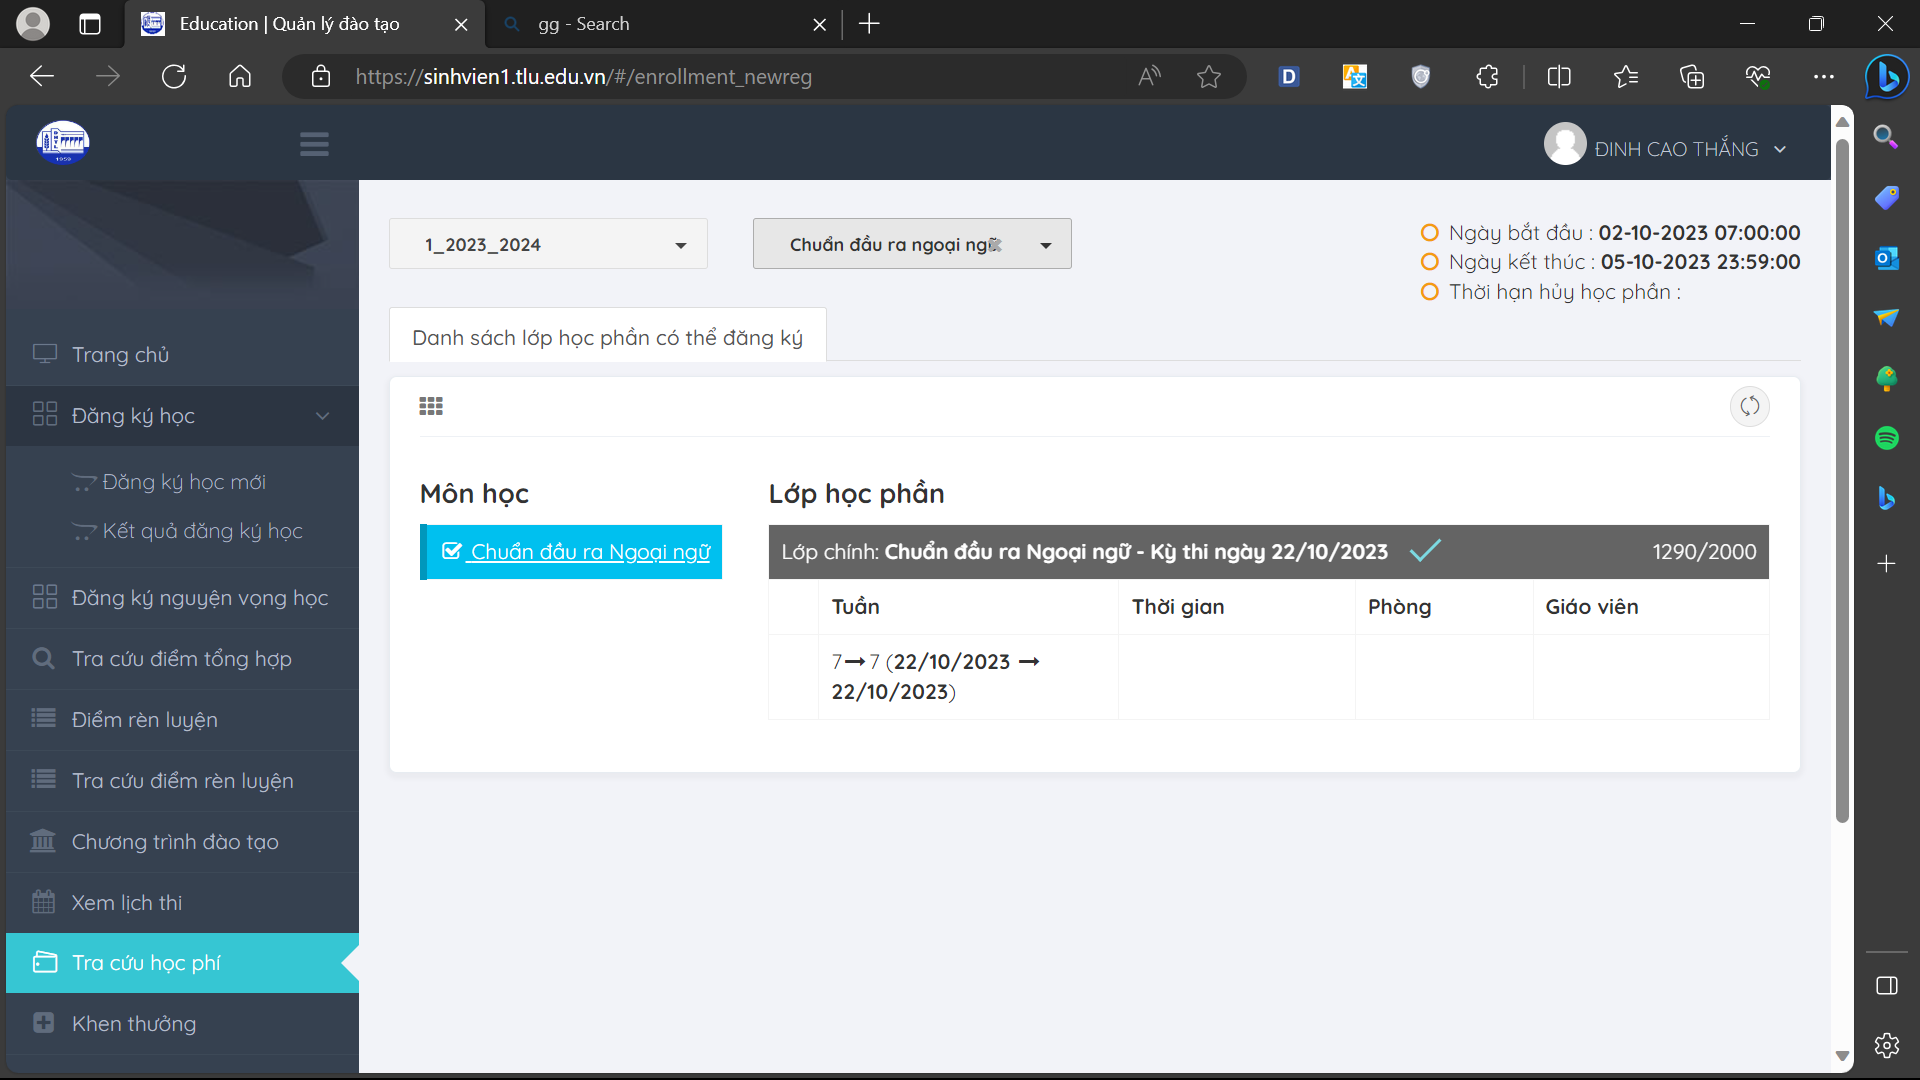 Education | Quản lý đào tạo
gg - Search
https://sinhvien1.tlu.edu.vn/#/enrollment_newreg
1959
ĐINH CAO THẮNG
1_2023_2024
Chuẩn đầu ra ngoại ngữ
Ngày bắt đầu : 02-10-2023 07:00:00
Ngày kết thúc : 05-10-2023 23:59:00
Thời hạn hủy học phần :
Danh sách lớp học phần có thể đăng ký
Trang chủ
Đăng ký học
Đăng ký học mới
Kết quả đăng ký học
Đăng ký nguyện vọng học
Tra cứu điểm tổng hợp
Điểm rèn luyện
Tra cứu điểm rèn luyện
Chương trình đào tạo
Xem lịch thi
Tra cứu học phí
Khen thưởng
Môn học
Chuẩn đầu ra Ngoại ngữ
Lớp học phần
Lớp chính: Chuẩn đầu ra Ngoại ngữ - Kỳ thi ngày 22/10/2023 1290/2000
Tuần Thời gian Phòng Giáo viên
7→7 (22/10/2023 →
22/10/2023)